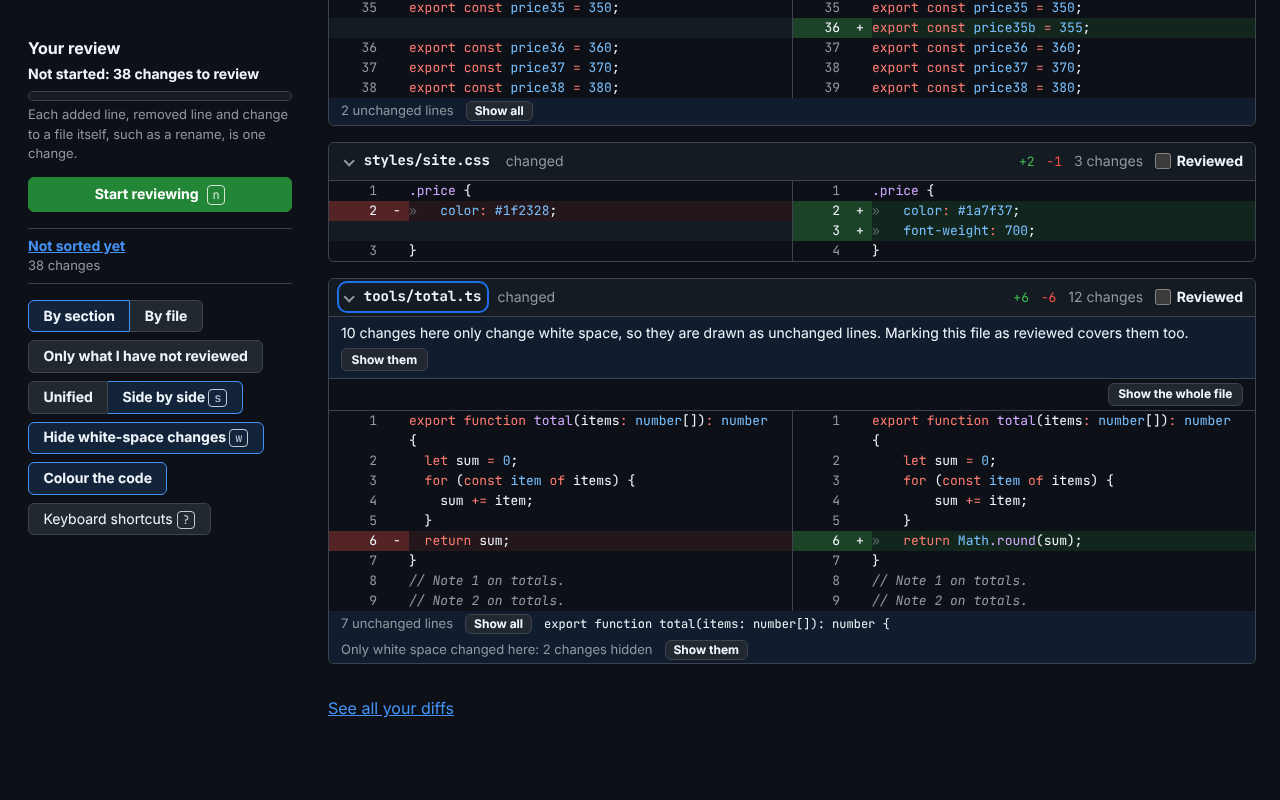 Your review
Not started: 38 changes to review
Each added line, removed line and change
to a file itself, such as a rename, is one
change.
Start reviewing n
Not sorted yet
38 changes
By section By file
Only what I have not reviewed
Unified Side by side s
Hide white-space changes w
Colour the code
Keyboard shortcuts ?
35 export const price35 = 350; 35 export const price35 = 350;
36 + export const price35b = 355;
36 export const price36 = 360; 37 export const price36 = 360;
37 export const price37 = 370; 38 export const price37 = 370;
38 export const price38 = 380; 39 export const price38 = 380;
2 unchanged lines Show all
styles/site.css changed +2 -1 3 changes Reviewed
1 .price { 1 .price {
2 - » color: #1f2328; 2 + » color: #1a7f37;
3 + » font-weight: 700;
3 } 4 }
tools/total.ts changed +6 -6 12 changes Reviewed
10 changes here only change white space, so they are drawn as unchanged lines. Marking this file as reviewed covers them too.
Show them
Show the whole file
1 export function total(items: number[]): number 1 export function total(items: number[]): number
{ {
2 let sum = 0; 2 let sum = 0;
3 for (const item of items) { 3 for (const item of items) {
4 sum += item; 4 sum += item;
5 } 5 }
6 - return sum; 6 + » return Math.round(sum);
7 } 7 }
8 // Note 1 on totals. 8 // Note 1 on totals.
9 // Note 2 on totals. 9 // Note 2 on totals.
7 unchanged lines Show all export function total(items: number[]): number {
Only white space changed here: 2 changes hidden Show them
See all your diffs